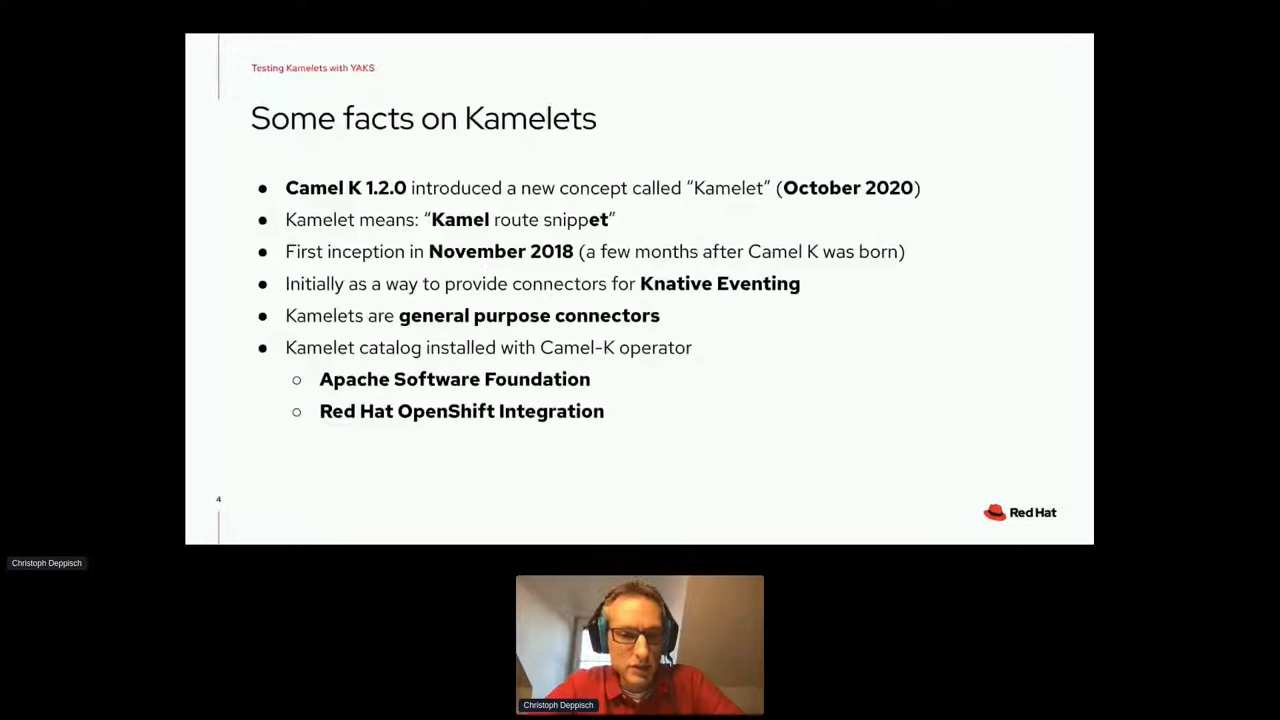 Testing Kamelets with YAKS
Some facts on Kamelets
● Camel K 1.2.0 introduced a new concept called “Kamelet” (October 2020)
● Kamelet means: “Kamel route snippet”
● First inception in November 2018 (a few months after Camel K was born)
● Initially as a way to provide connectors for Knative Eventing
● Kamelets are general purpose connectors
● Kamelet catalog installed with Camel-K operator
○ Apache Software Foundation
○ Red Hat OpenShift Integration
4
Red Hat
Christoph Deppisch
Christoph Deppisch